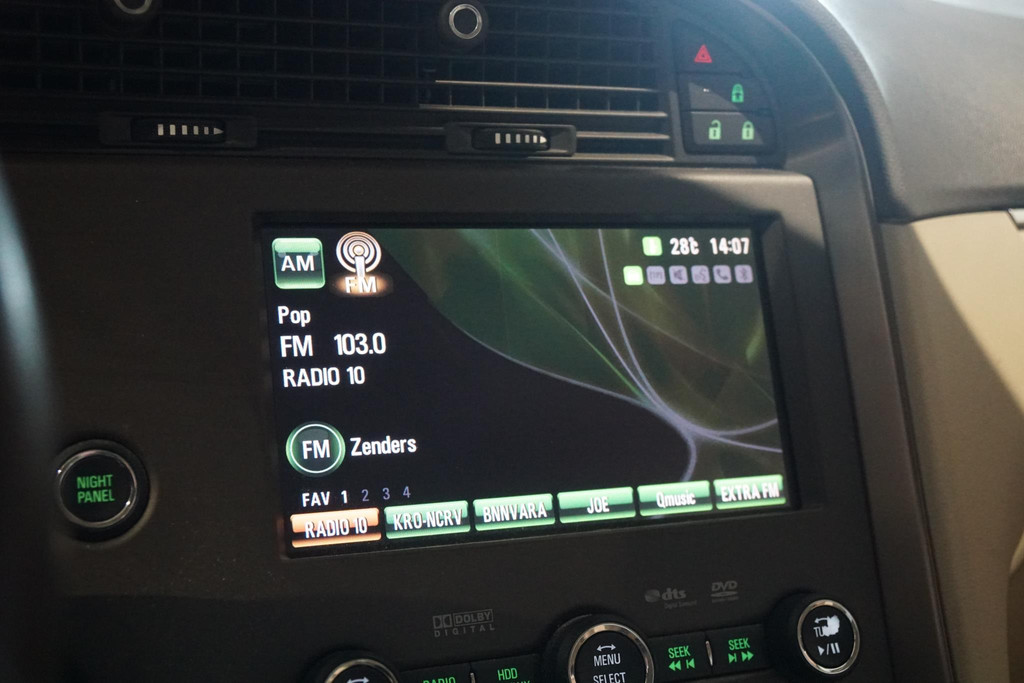 AM
FM
28°C 14:07
Pop
FM 103.0
RADIO 10
FM Zenders
FAV 1 2 3 4
RADIO 10 KRO-NCRV BNNVARA JOE Qmusic EXTRA FM
NIGHT
PANEL
DOLBY
DIGITAL
dts
DVD
RADIO
HDD
MENU
SELECT
SEEK
SEEK